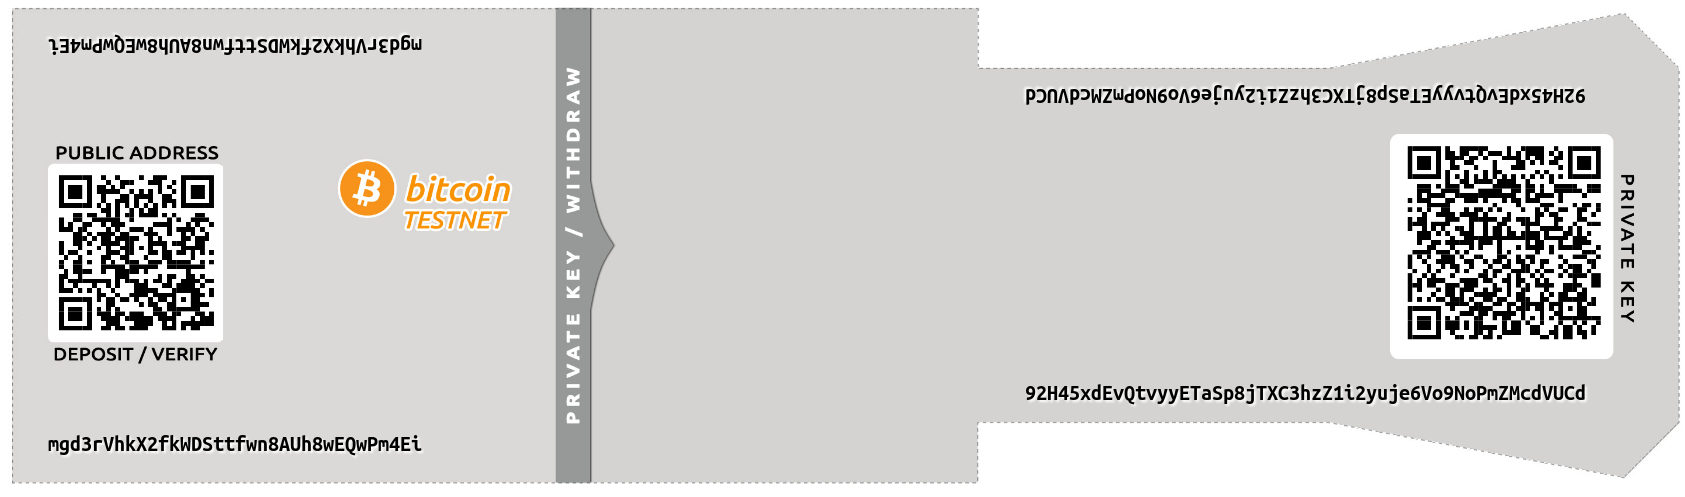 mgd3rVhkX2fkWDSttfwn8AUh8wEQwPm4Ei
PUBLIC ADDRESS
DEPOSIT / VERIFY
mgd3rVhkX2fkWDSttfwn8AUh8wEQwPm4Ei
bitcoin
TESTNET
PRIVATE KEY / WITHDRAW
92H45xdEvQtvyyETaSp8jTXC3hzZ1i2yuje6Vo9NoPmZMcdVUCd
PRIVATE KEY
92H45xdEvQtvyyETaSp8jTXC3hzZ1i2yuje6Vo9NoPmZMcdVUCd